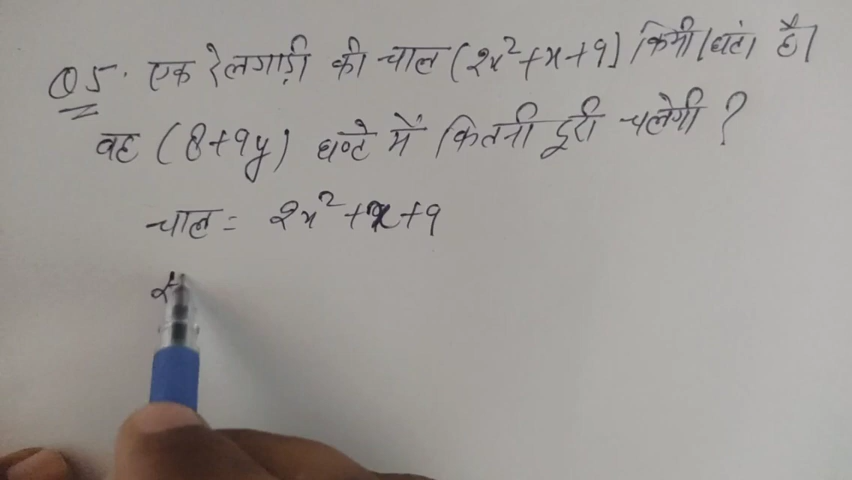 Q5. एक रेलगाड़ी की चाल (2x²+x+9) किमी/घंटा है।
वह (8+9y) घण्टे में कितनी दूरी चलेगी ?
चाल = 2x²+x+9